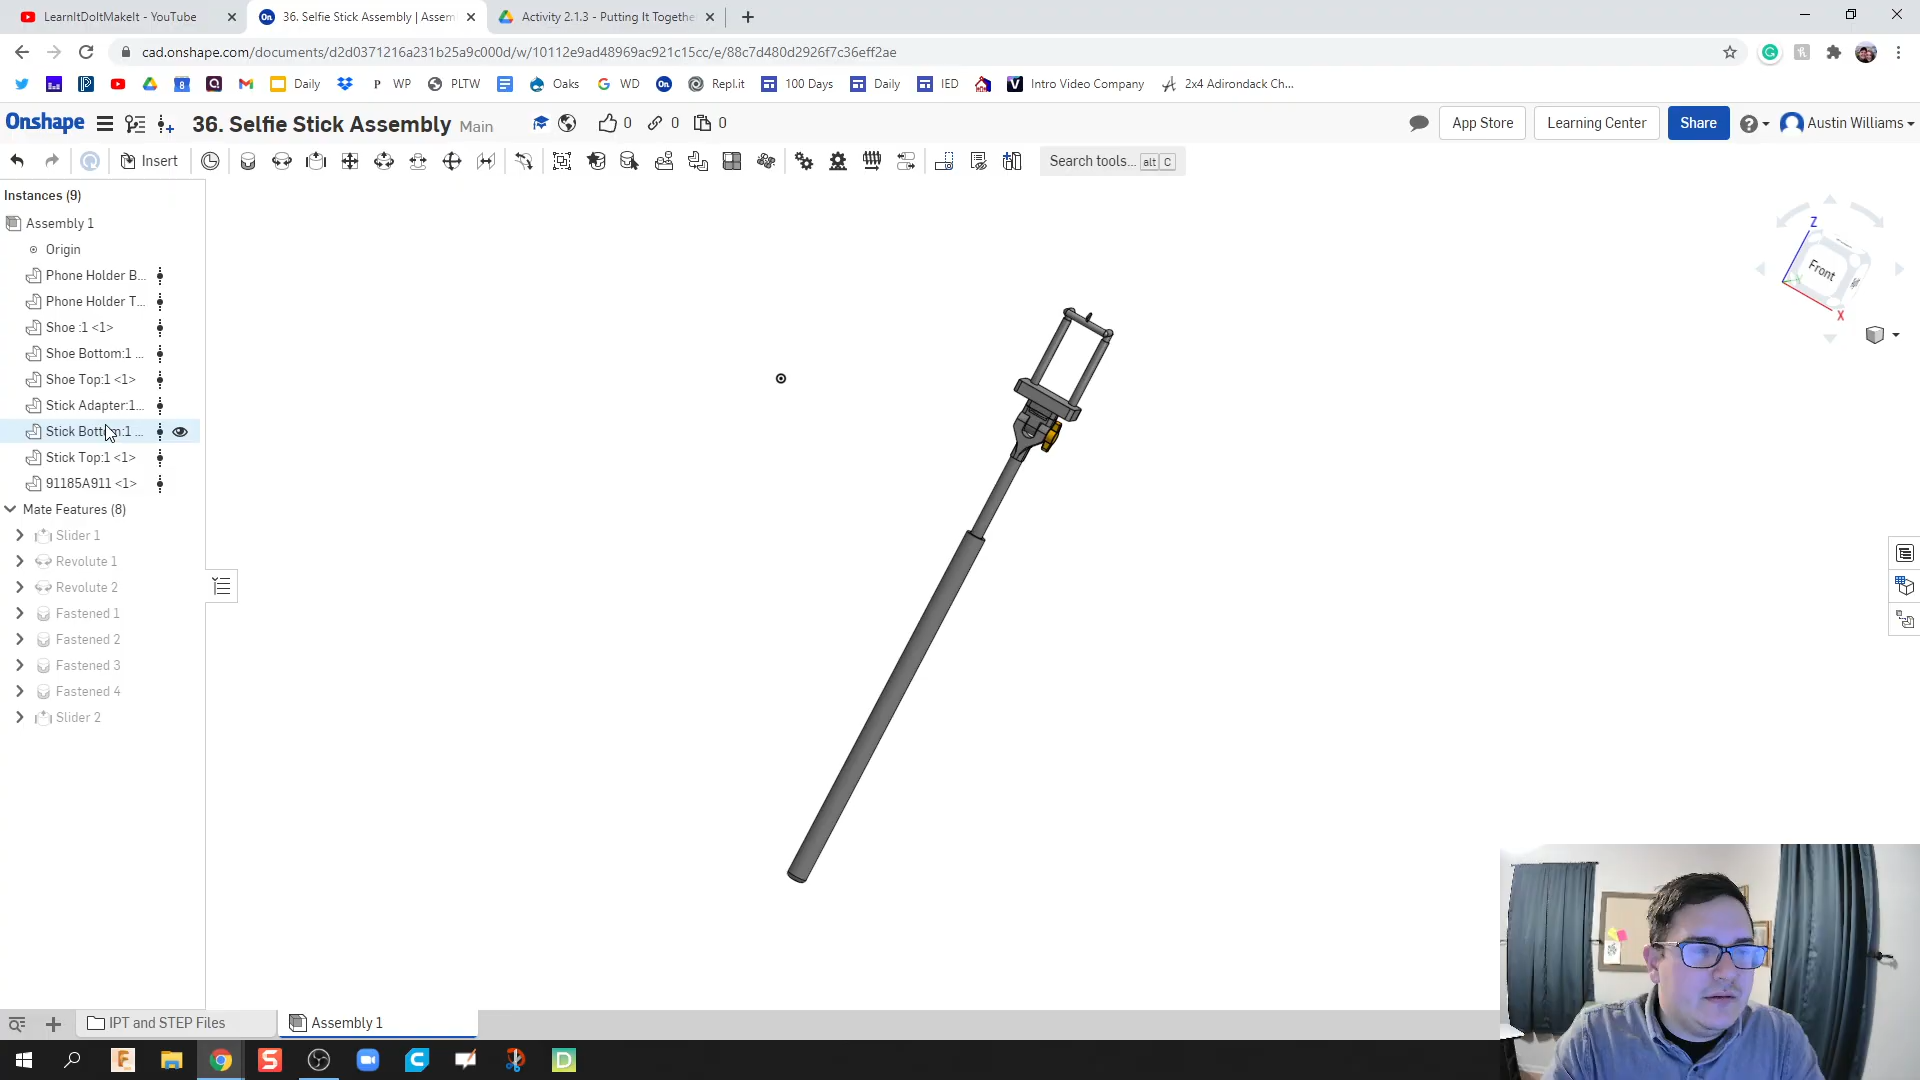 LearnItDoItMakeIt - YouTube
36. Selfie Stick Assembly | Assem
Activity 2.1.3 - Putting It Togethe
cad.onshape.com/documents/d2d0371216a231b25a9c000d/w/10112e9ad48969ac921c15cc/e/88c7d480d2926f7c36eff2ae
Daily
WP
PLTW
Oaks
WD
Repl.it
100 Days
Daily
IED
Intro Video Company
2x4 Adirondack Ch...
Onshape
36. Selfie Stick Assembly Main
0
0
0
App Store
Learning Center
Share
Austin Williams
Insert
Search tools... alt C
Instances (9)
Assembly 1
Origin
Phone Holder B...
Phone Holder T...
Shoe :1 <1>
Shoe Bottom:1 ...
Shoe Top:1 <1>
Stick Adapter:1...
Stick Bottom:1 ...
Stick Top:1 <1>
91185A911 <1>
Mate Features (8)
Slider 1
Revolute 1
Revolute 2
Fastened 1
Fastened 2
Fastened 3
Fastened 4
Slider 2
Z
Front
X
IPT and STEP Files
Assembly 1